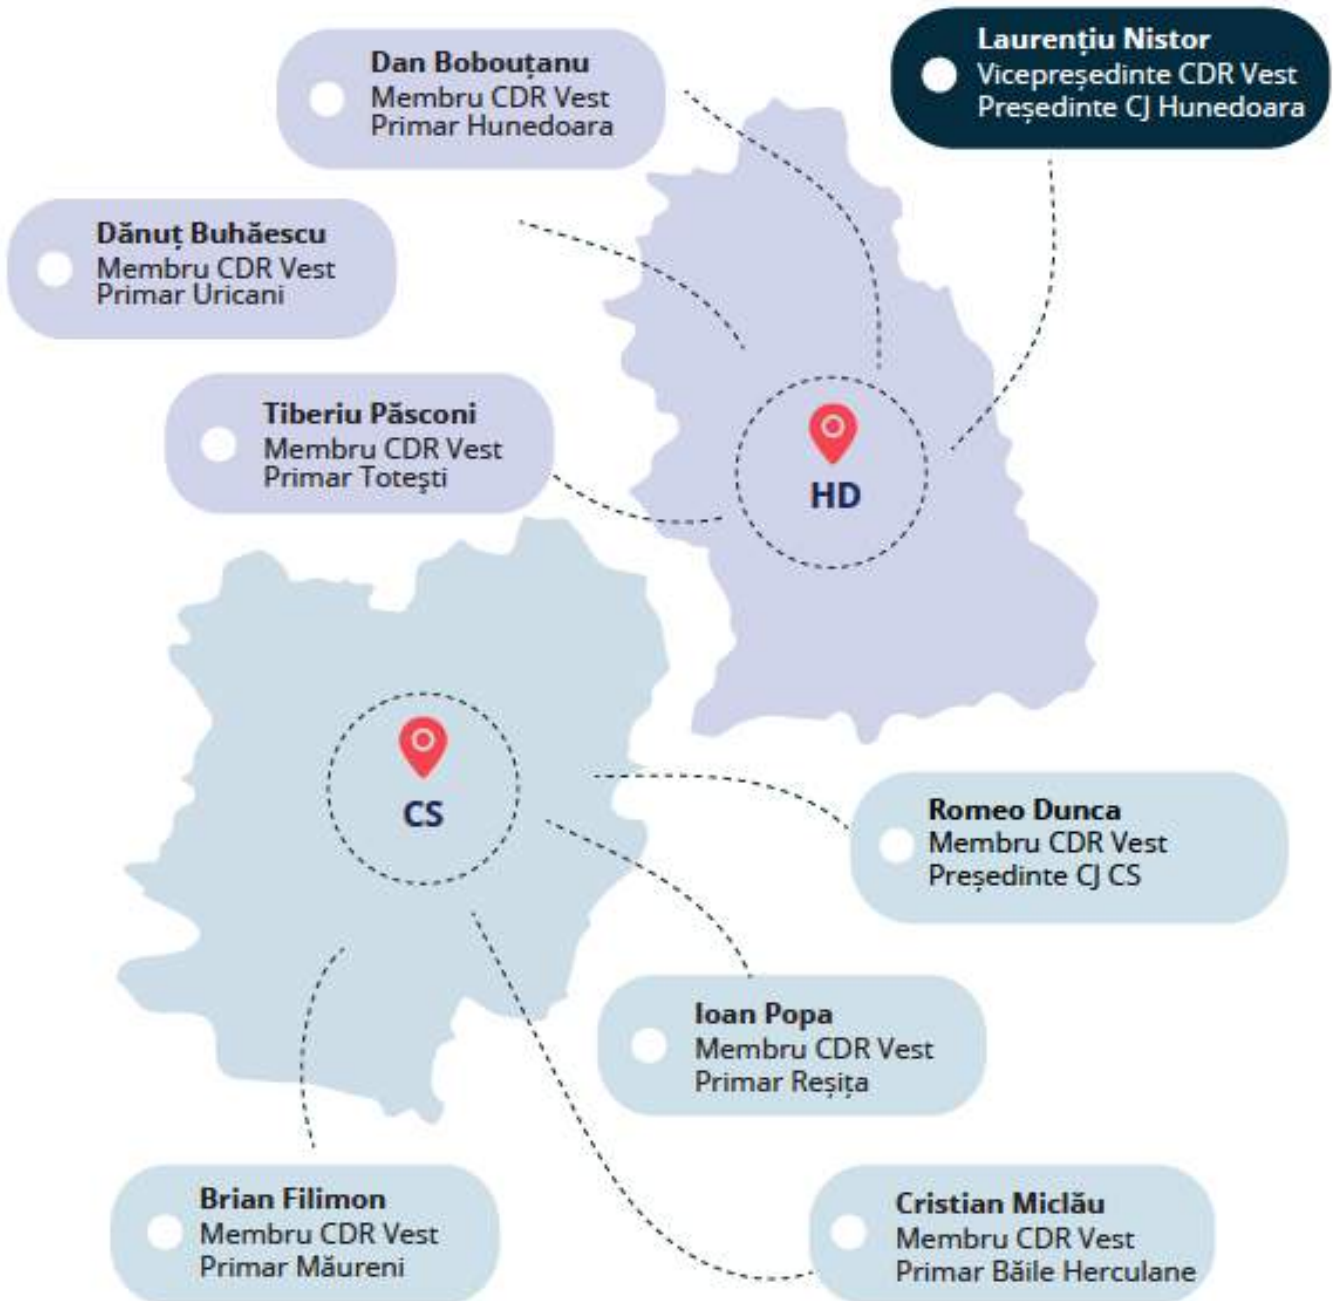 Laurențiu Nistor
Vicepreședinte CDR Vest
Președinte CJ Hunedoara
Dan Bobouțanu
Membru CDR Vest
Primar Hunedoara
Dănuț Buhăescu
Membru CDR Vest
Primar Uricani
Tiberiu Păsconi
Membru CDR Vest
Primar Toteşti
HD
CS
Romeo Dunca
Membru CDR Vest
Președinte CJ CS
Ioan Popa
Membru CDR Vest
Primar Reșița
Brian Filimon
Membru CDR Vest
Primar Măureni
Cristian Miclău
Membru CDR Vest
Primar Băile Herculane